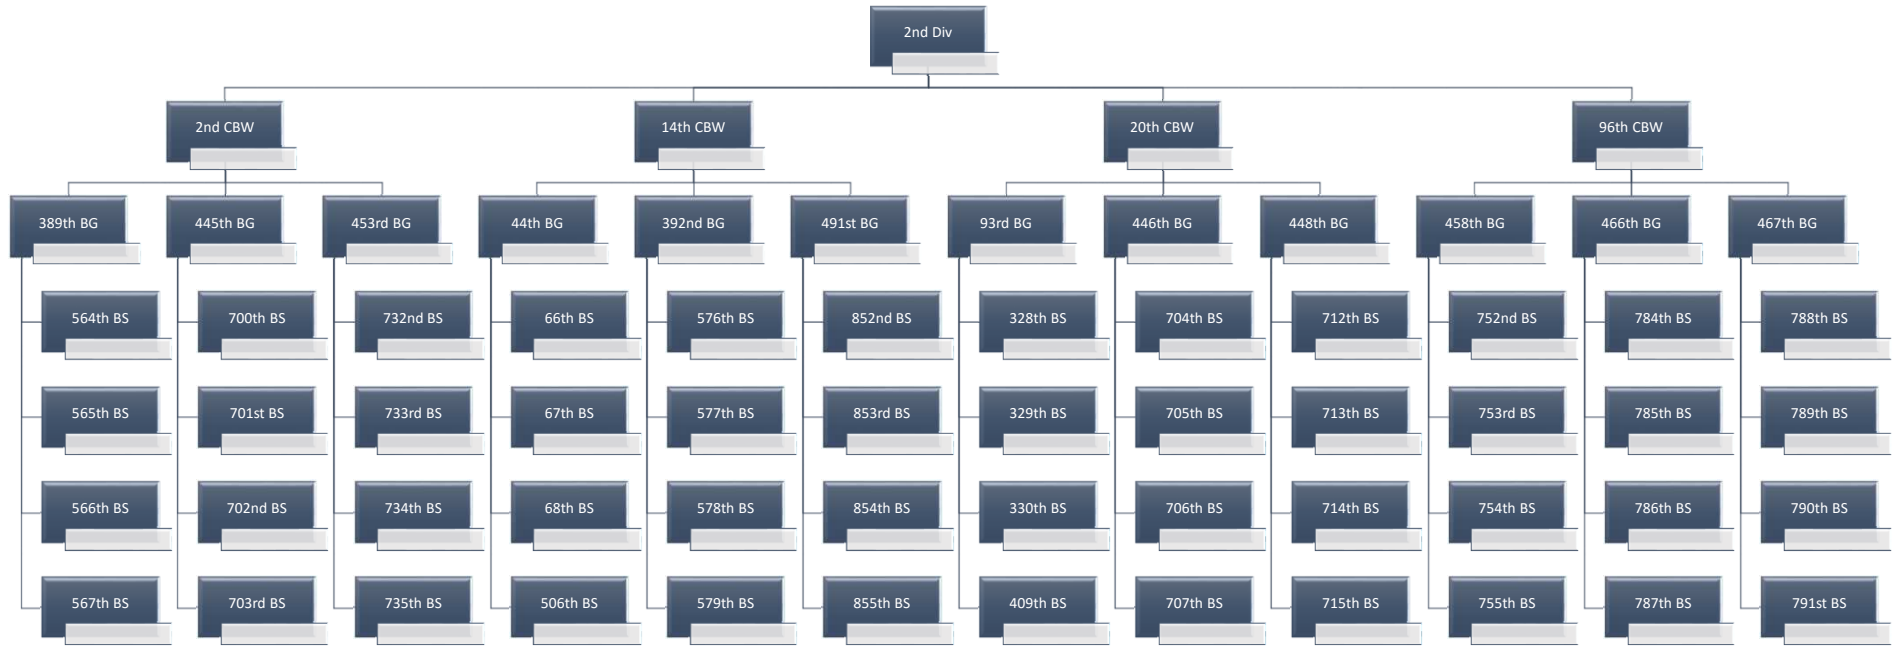 2nd Div
2nd CBW
14th CBW
20th CBW
96th CBW
389th BG
445th BG
453rd BG
44th BG
392nd BG
491st BG
93rd BG
446th BG
448th BG
458th BG
466th BG
467th BG
564th BS
700th BS
732nd BS
66th BS
576th BS
852nd BS
328th BS
704th BS
712th BS
752nd BS
784th BS
788th BS
565th BS
701st BS
733rd BS
67th BS
577th BS
853rd BS
329th BS
705th BS
713th BS
753rd BS
785th BS
789th BS
566th BS
702nd BS
734th BS
68th BS
578th BS
854th BS
330th BS
706th BS
714th BS
754th BS
786th BS
790th BS
567th BS
703rd BS
735th BS
506th BS
579th BS
855th BS
409th BS
707th BS
715th BS
755th BS
787th BS
791st BS